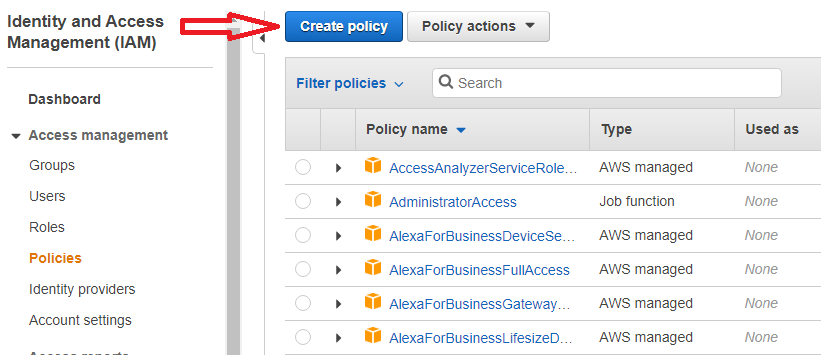 Identity and Access
Management (IAM)
Create policy
Policy actions
Filter policies
Search
Dashboard
Access management
Groups
Users
Roles
Policies
Identity providers
Account settings
Access reports
Policy name Type Used as
AccessAnalyzerServiceRole... AWS managed None
AdministratorAccess Job function None
AlexaForBusinessDeviceSe... AWS managed None
AlexaForBusinessFullAccess AWS managed None
AlexaForBusinessGateway... AWS managed None
AlexaForBusinessLifesizeD... AWS managed None